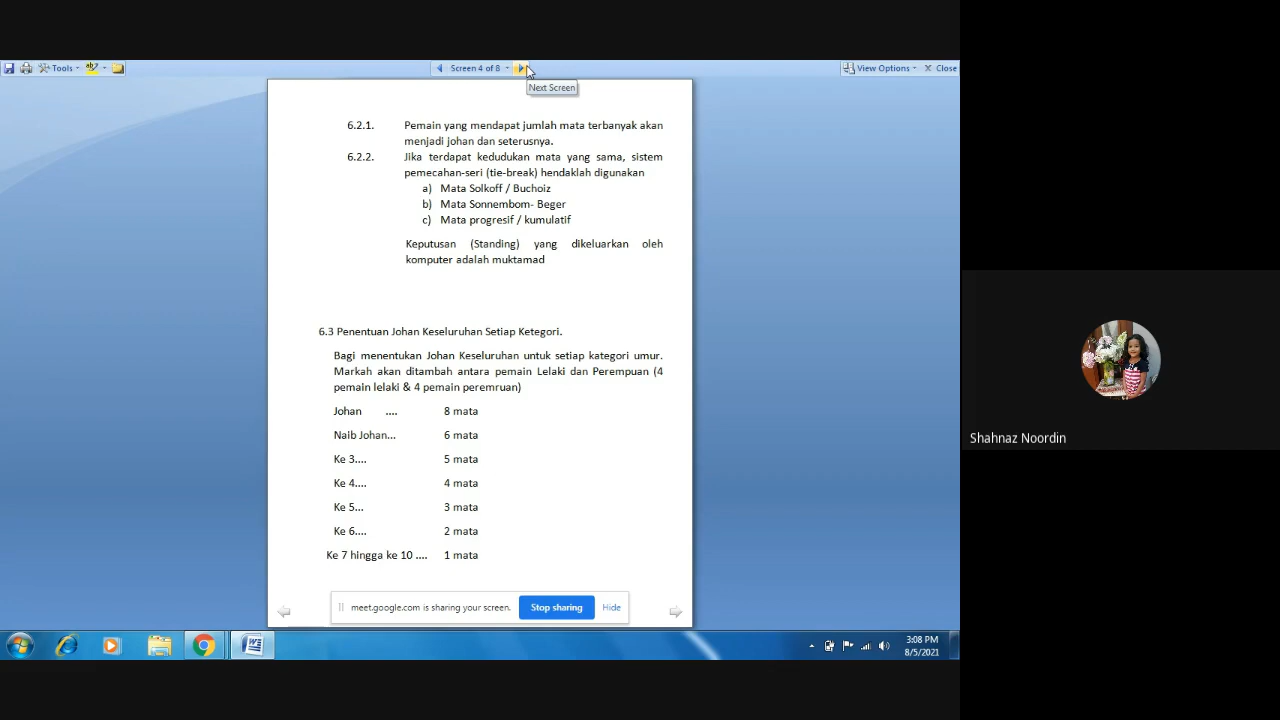 Tools
Screen 4 of 8
View Options
Close
Next Screen
6.2.1. Pemain yang mendapat jumlah mata terbanyak akan
menjadi johan dan seterusnya.
6.2.2. Jika terdapat kedudukan mata yang sama, sistem
pemecahan-seri (tie-break) hendaklah digunakan
a) Mata Solkoff / Buchoiz
b) Mata Sonnembom- Beger
c) Mata progresif / kumulatif
Keputusan (Standing) yang dikeluarkan oleh
komputer adalah muktamad
6.3 Penentuan Johan Keseluruhan Setiap Ketegori.
Bagi menentukan Johan Keseluruhan untuk setiap kategori umur.
Markah akan ditambah antara pemain Lelaki dan Perempuan (4
pemain lelaki & 4 pemain peremruan)
Johan .... 8 mata
Naib Johan... 6 mata
Ke 3.... 5 mata
Ke 4.... 4 mata
Ke 5... 3 mata
Ke 6.... 2 mata
Ke 7 hingga ke 10 .... 1 mata
meet.google.com is sharing your screen. Stop sharing Hide
3:08 PM
8/5/2021
Shahnaz Noordin